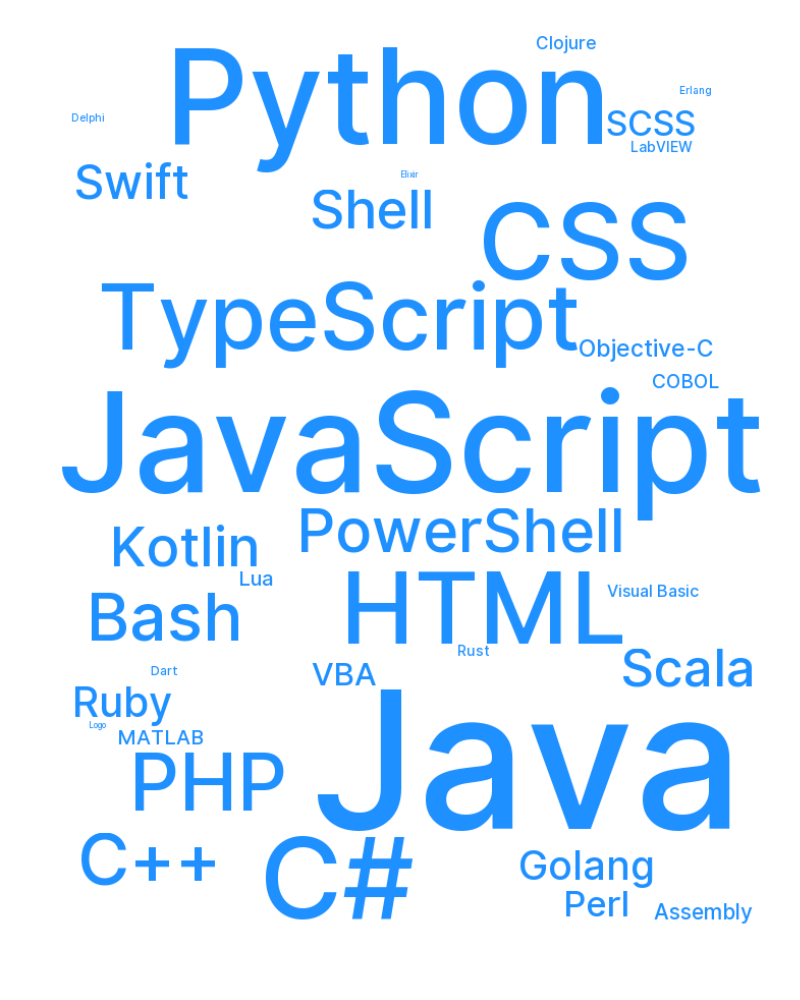 Clojure
Python
Erlang
Delphi
SCSS
LabVIEW
Swift
Elixir
Shell
CSS
TypeScript
Objective-C
COBOL
JavaScript
PowerShell
Kotlin
Lua
HTML
Visual Basic
Bash
Rust
Scala
Dart
VBA
Ruby
Logo
MATLAB
Java
PHP
C++
C#
Golang
Perl
Assembly